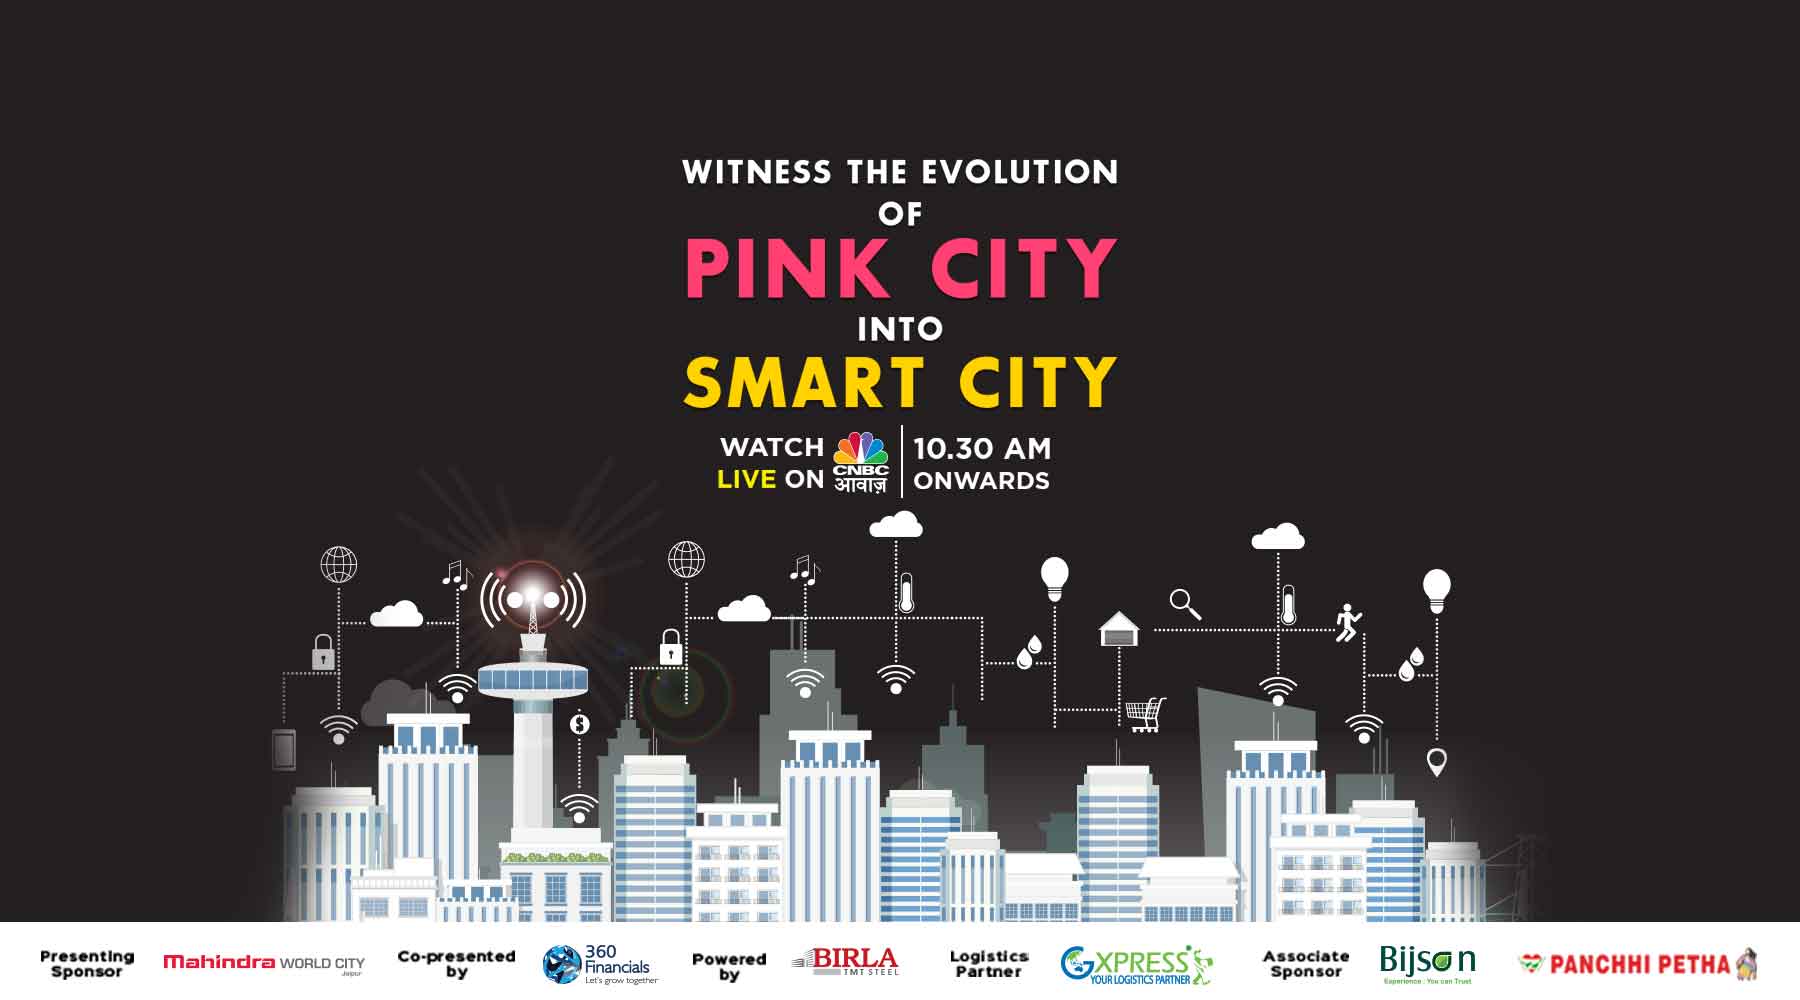 WITNESS THE EVOLUTION
OF
PINK CITY
INTO
SMART CITY
WATCH
LIVE ON
CNBC
आवाज़
10.30 AM
ONWARDS
Presenting
Sponsor
Mahindra WORLD CITY
Jaipur
Co-presented
by
360
Financials
Let's grow together
Powered
by
BIRLA
TMT STEEL
Logistics
Partner
GXPRESS
YOUR LOGISTICS PARTNER
Associate
Sponsor
Bijson
Experience : You can Trust
PANCHHI PETHA